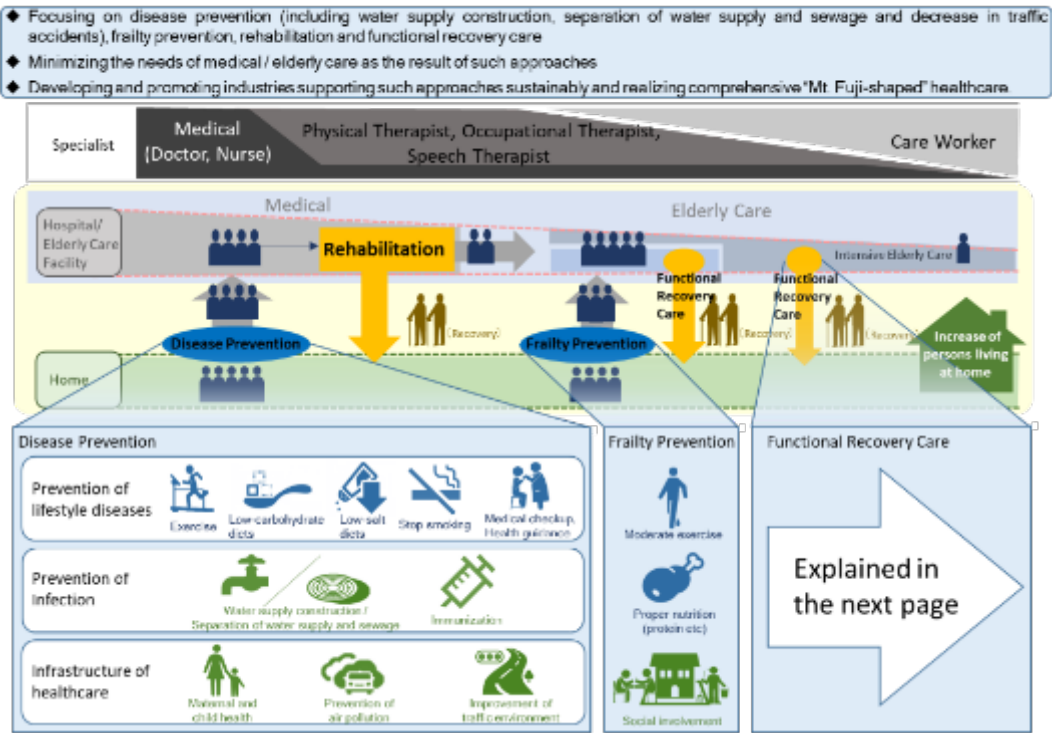 ◆ Focusing on disease prevention (including water supply construction, separation of water supply and sewage and decrease in traffic
accidents), frailty prevention, rehabilitation and functional recovery care
◆ Minimizing the needs of medical / elderly care as the result of such approaches
◆ Developing and promoting industries supporting such approaches sustainably and realizing comprehensive "Mt. Fuji-shaped" healthcare.
Specialist
Medical
(Doctor, Nurse)
Physical Therapist, Occupational Therapist,
Speech Therapist
Care Worker
Medical
Elderly Care
Hospital/
Elderly Care
Facility
Rehabilitation
Intensive Elderly Care
Functional
Recovery
Care
Functional
Recovery
Care
(Recovery)
(Recovery)
(Recovery)
Disease Prevention
Frailty Prevention
Increase of
persons living
at home
Home
Disease Prevention
Prevention of
lifestyle diseases
Exercise
Low-carbohydrate
diets
Low-salt
diets
Stop smoking
Medical checkup,
Health guidance
Prevention of
Infection
Water supply construction /
Separation of water supply and sewage
Immunization
Infrastructure of
healthcare
Maternal and
child health
Prevention of
air pollution
Improvement of
traffic environment
Frailty Prevention
Moderate exercise
Proper nutrition
(protein etc)
Social involvement
Functional Recovery Care
Explained in
the next page